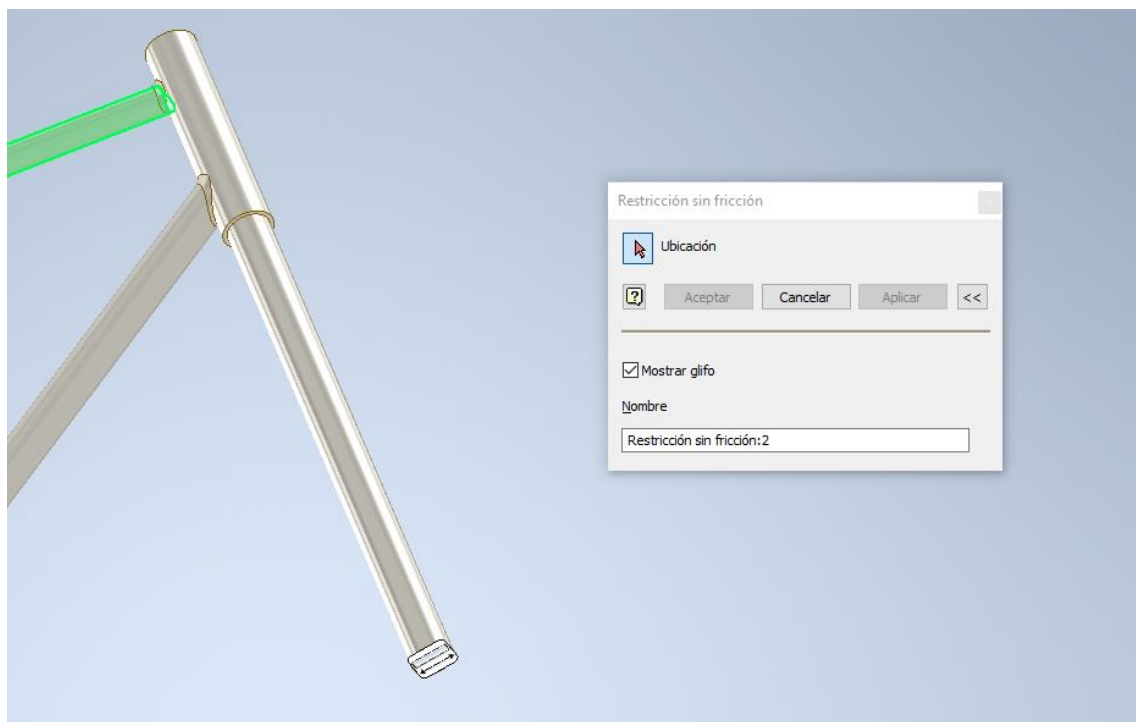 Restricción sin fricción
Ubicación
Aceptar Cancelar Aplicar <<
Mostrar glifo
Nombre
Restricción sin fricción:2